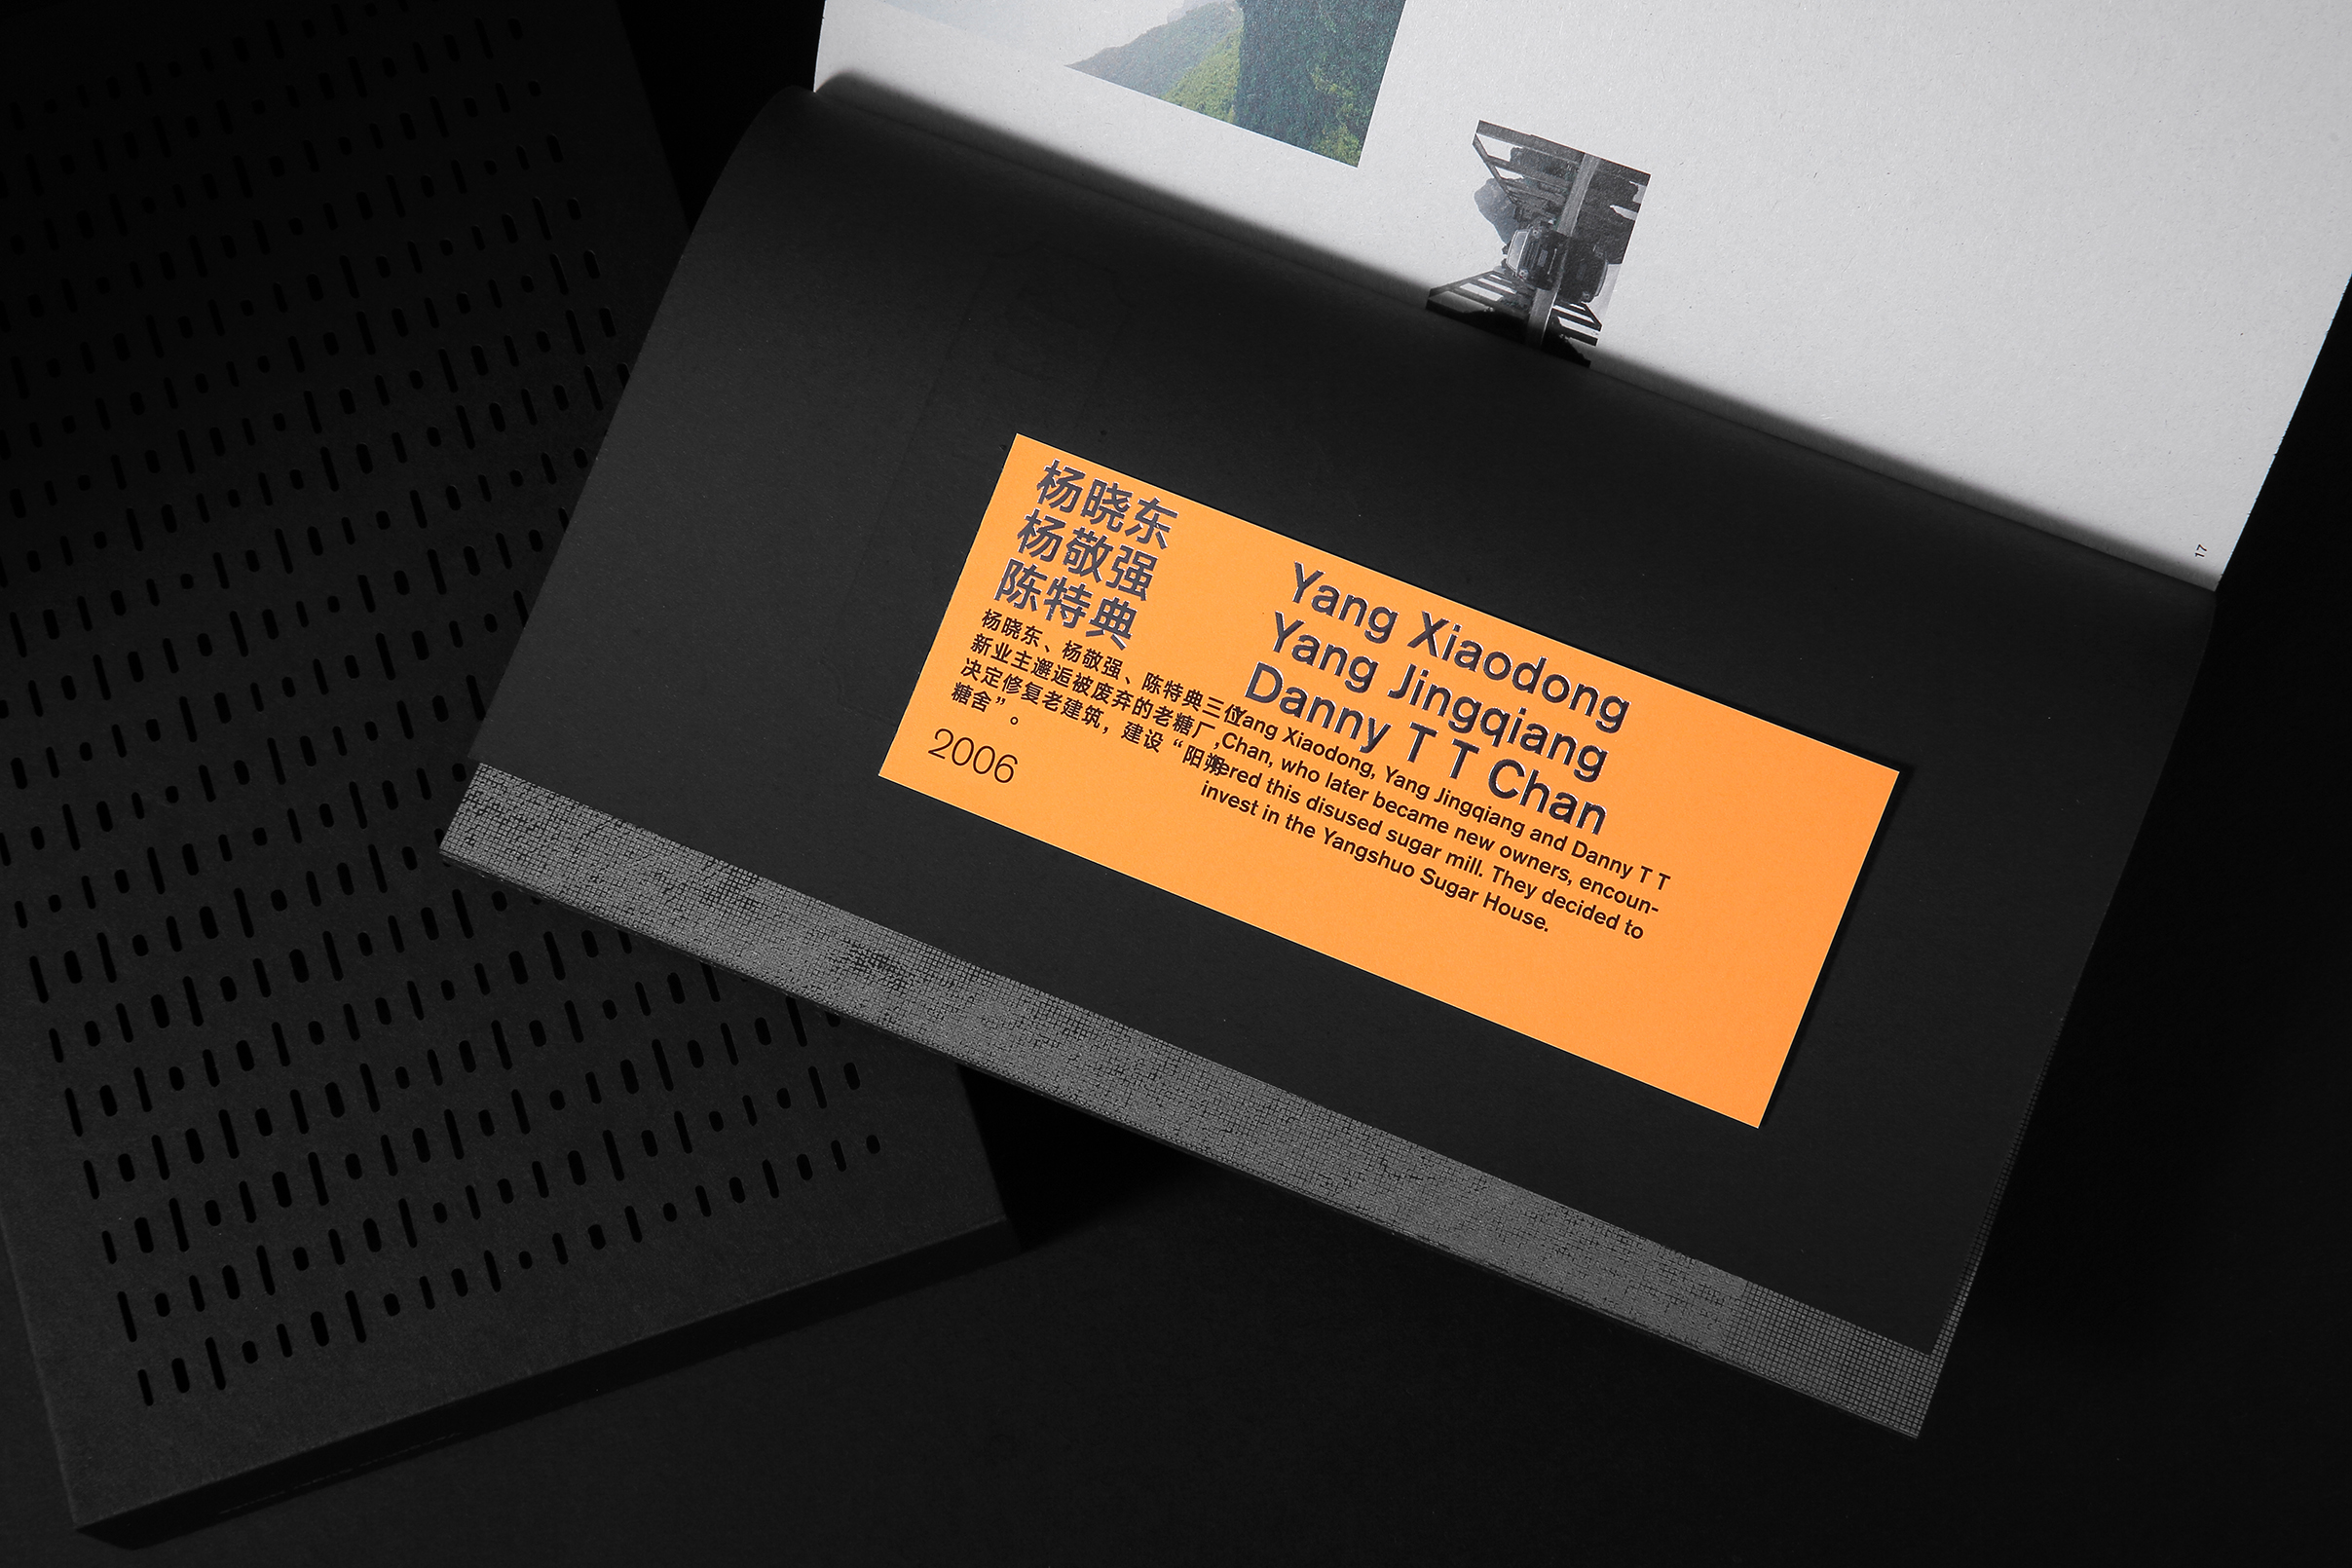 杨晓东
杨敬强
陈特典
杨晓东、杨敬强、陈特典三位
新业主邂逅被废弃的老糖厂,
决定修复老建筑，建设“阳朔
糖舍”。
2006
Yang Xiaodong
Yang Jingqiang
Danny T T Chan
Yang Xiaodong, Yang Jingqiang and Danny T T
Chan, who later became new owners, encoun-
tered this disused sugar mill. They decided to
invest in the Yangshuo Sugar House.
17